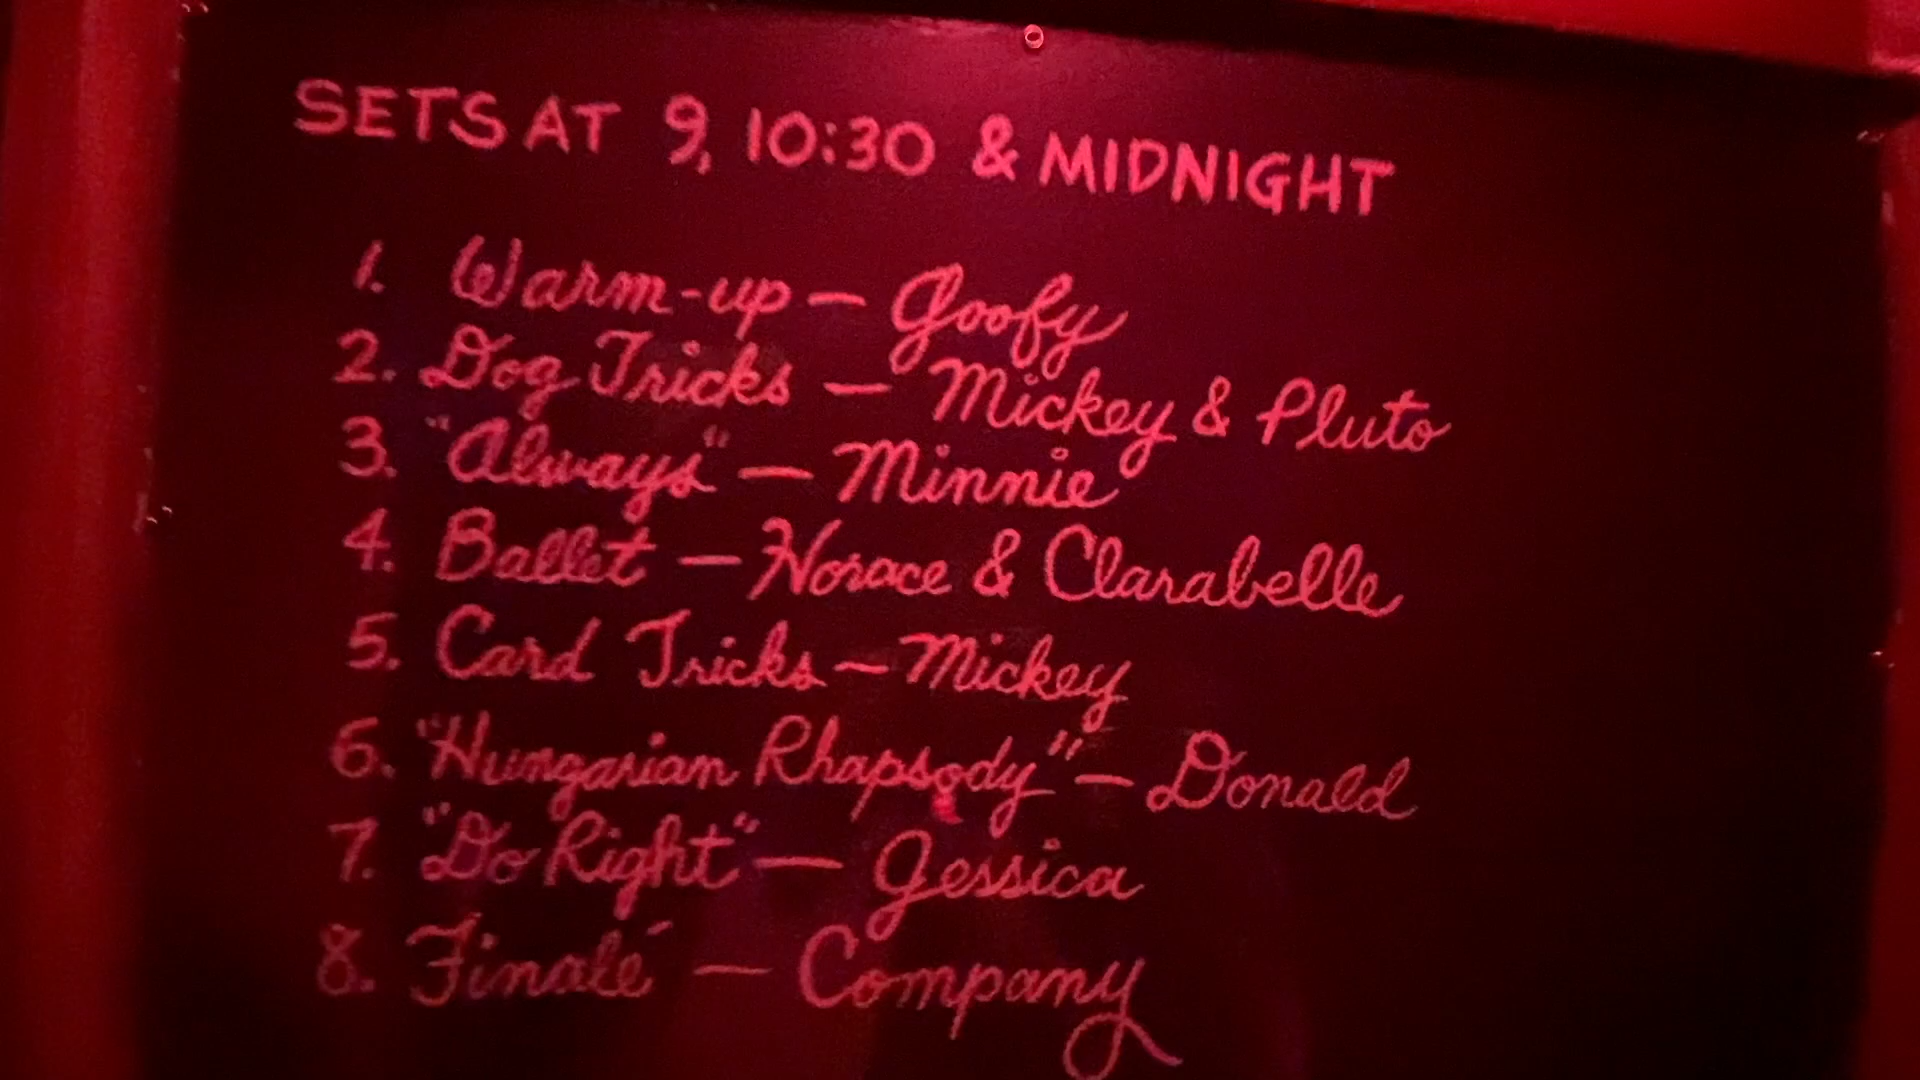 SETS AT 9, 10:30 & MIDNIGHT
1. Warm-up — Goofy
2. Dog Tricks — Mickey & Pluto
3. "Always" — Minnie
4. Ballet — Horace & Clarabelle
5. Card Tricks — Mickey
6. "Hungarian Rhapsody" — Donald
7. "Do Right" — Jessica
8. Finalé — Company